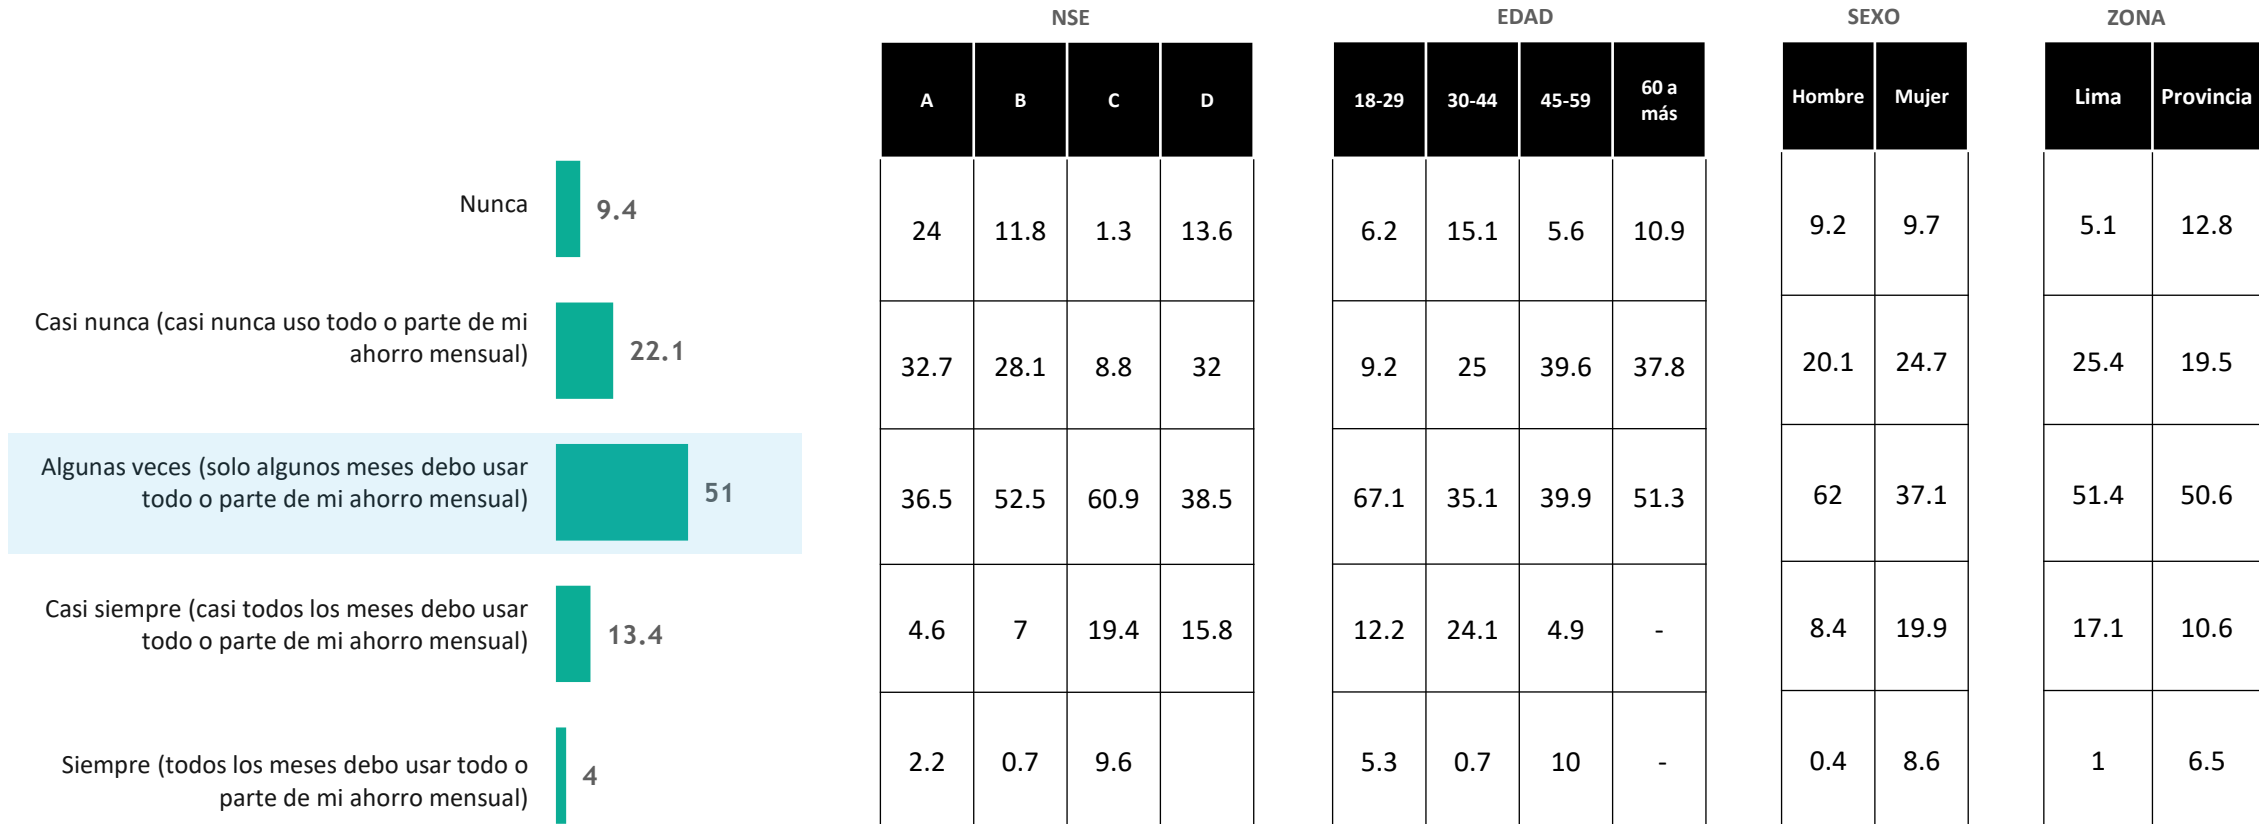 NSE EDAD SEXO ZONA
A B C D 18-29 30-44 45-59 60 a más Hombre Mujer Lima Provincia
Nunca 9.4 24 11.8 1.3 13.6 6.2 15.1 5.6 10.9 9.2 9.7 5.1 12.8
Casi nunca (casi nunca uso todo o parte de mi
ahorro mensual) 22.1 32.7 28.1 8.8 32 9.2 25 39.6 37.8 20.1 24.7 25.4 19.5
Algunas veces (solo algunos meses debo usar
todo o parte de mi ahorro mensual) 51 36.5 52.5 60.9 38.5 67.1 35.1 39.9 51.3 62 37.1 51.4 50.6
Casi siempre (casi todos los meses debo usar
todo o parte de mi ahorro mensual) 13.4 4.6 7 19.4 15.8 12.2 24.1 4.9 - 8.4 19.9 17.1 10.6
Siempre (todos los meses debo usar todo o
parte de mi ahorro mensual) 4 2.2 0.7 9.6 5.3 0.7 10 - 0.4 8.6 1 6.5